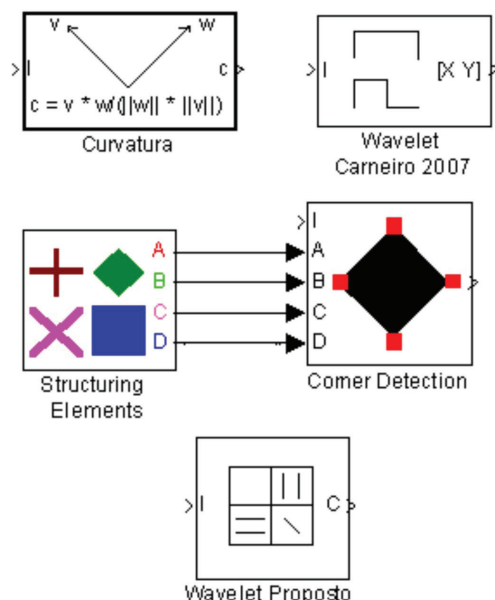 v w
I c
c = v * w/(||w|| * ||v||)
Curvatura
I [X Y]
Wavelet
Carneiro 2007
A
B
C
D
Structuring
Elements
I
A
B
C
D
Corner Detection
I C
Wavelet Proposto